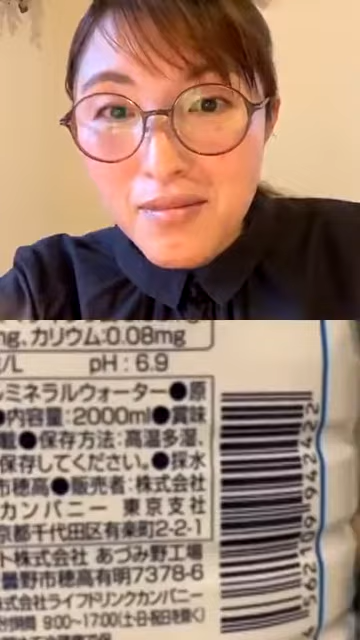 mg、カリウム:0.08mg
/L pH : 6.9
ミネラルウォーター●原
●内容量:2000ml●賞味
載●保存方法:高温多湿、
保存してください。●採水
市穂高●販売者:株式会社
カンパニー 東京支社
京都千代田区有楽町2-2-1
ト株式会社 あづみ野工場
曇野市穂高有明7378-6
株式会社ライフドリンクカンパニー
付時間 9:00～17:00(土・日・祝日を除く)
4562109942422